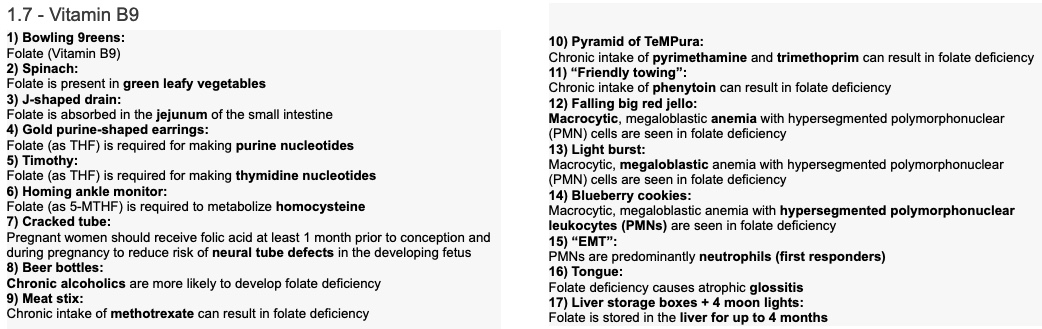 1.7 - Vitamin B9
1) Bowling 9reens:
Folate (Vitamin B9)
2) Spinach:
Folate is present in green leafy vegetables
3) J-shaped drain:
Folate is absorbed in the jejunum of the small intestine
4) Gold purine-shaped earrings:
Folate (as THF) is required for making purine nucleotides
5) Timothy:
Folate (as THF) is required for making thymidine nucleotides
6) Homing ankle monitor:
Folate (as 5-MTHF) is required to metabolize homocysteine
7) Cracked tube:
Pregnant women should receive folic acid at least 1 month prior to conception and
during pregnancy to reduce risk of neural tube defects in the developing fetus
8) Beer bottles:
Chronic alcoholics are more likely to develop folate deficiency
9) Meat stix:
Chronic intake of methotrexate can result in folate deficiency
10) Pyramid of TeMPura:
Chronic intake of pyrimethamine and trimethoprim can result in folate deficiency
11) “Friendly towing”:
Chronic intake of phenytoin can result in folate deficiency
12) Falling big red jello:
Macrocytic, megaloblastic anemia with hypersegmented polymorphonuclear
(PMN) cells are seen in folate deficiency
13) Light burst:
Macrocytic, megaloblastic anemia with hypersegmented polymorphonuclear
(PMN) cells are seen in folate deficiency
14) Blueberry cookies:
Macrocytic, megaloblastic anemia with hypersegmented polymorphonuclear
leukocytes (PMNs) are seen in folate deficiency
15) “EMT”:
PMNs are predominantly neutrophils (first responders)
16) Tongue:
Folate deficiency causes atrophic glossitis
17) Liver storage boxes + 4 moon lights:
Folate is stored in the liver for up to 4 months